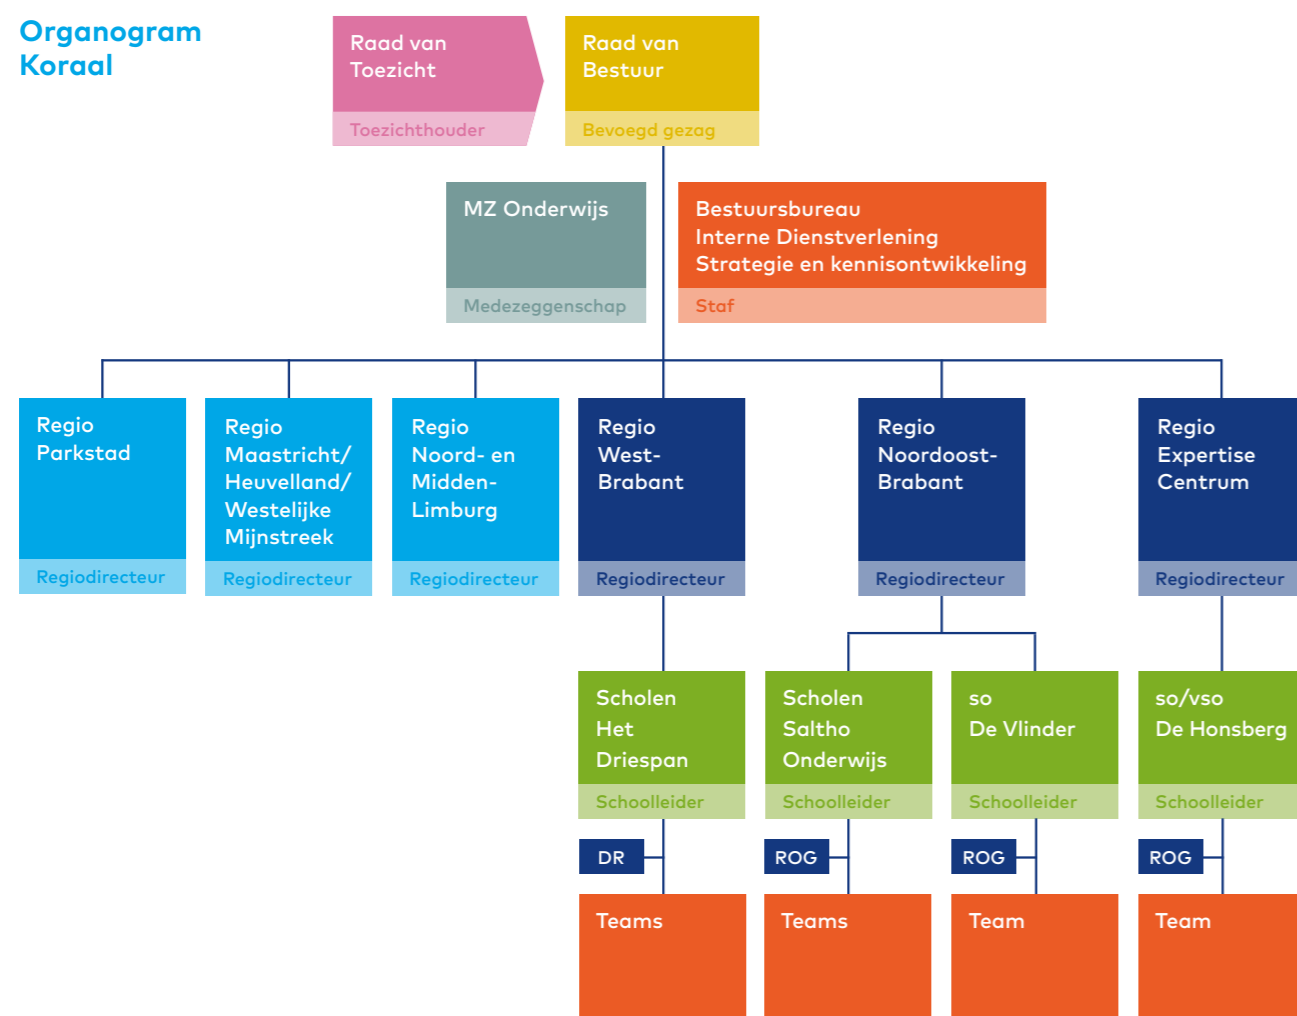 Organogram
Koraal
Raad van
Toezicht
Toezichthouder
Raad van
Bestuur
Bevoegd gezag
MZ Onderwijs
Medezeggenschap
Bestuursbureau
Interne Dienstverlening
Strategie en kennisontwikkeling
Staf
Regio
Parkstad
Regiodirecteur
Regio
Maastricht/
Heuvelland/
Westelijke
Mijnstreek
Regiodirecteur
Regio
Noord- en
Midden-
Limburg
Regiodirecteur
Regio
West-
Brabant
Regiodirecteur
Regio
Noordoost-
Brabant
Regiodirecteur
Regio
Expertise
Centrum
Regiodirecteur
Scholen
Het
Driespan
Schoolleider
Scholen
Saltho
Onderwijs
Schoolleider
so
De Vlinder
Schoolleider
so/vso
De Honsberg
Schoolleider
DR
ROG
ROG
ROG
Teams
Teams
Team
Team